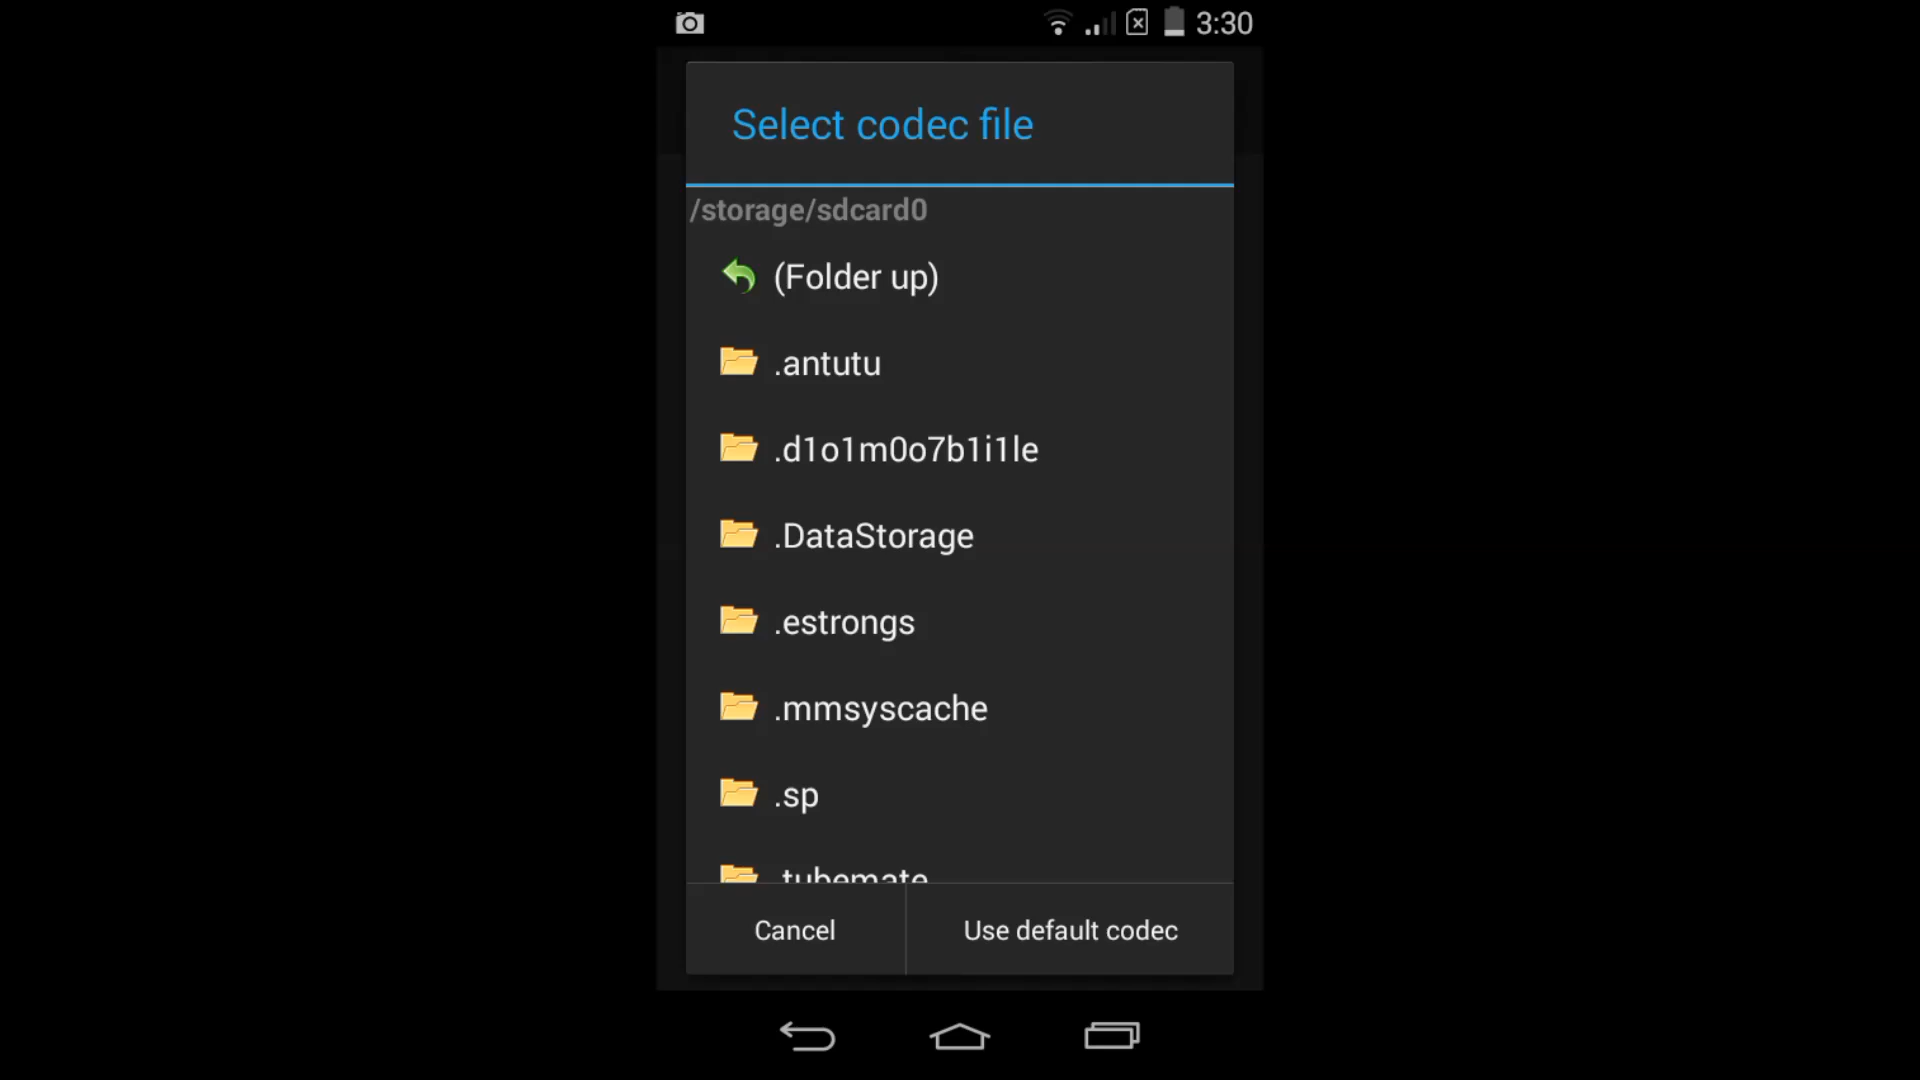 3:30
Select codec file
/storage/sdcard0
(Folder up)
.antutu
.d1o1m0o7b1i1le
.DataStorage
.estrongs
.mmsyscache
.sp
.tubemate
Cancel
Use default codec